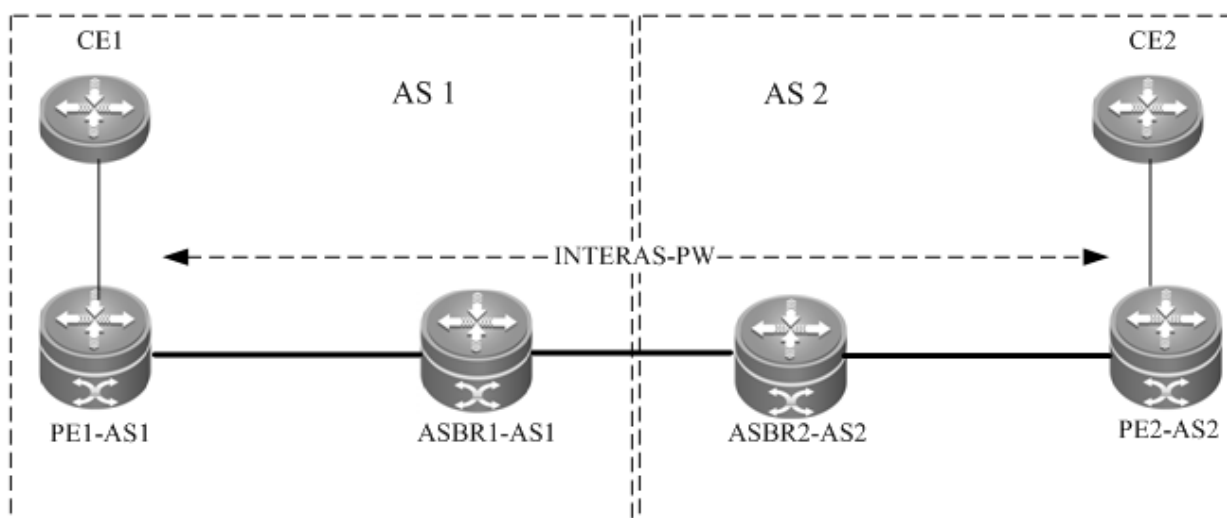 CE1
CE2
AS 1
AS 2
INTERAS-PW
PE1-AS1
ASBR1-AS1
ASBR2-AS2
PE2-AS2